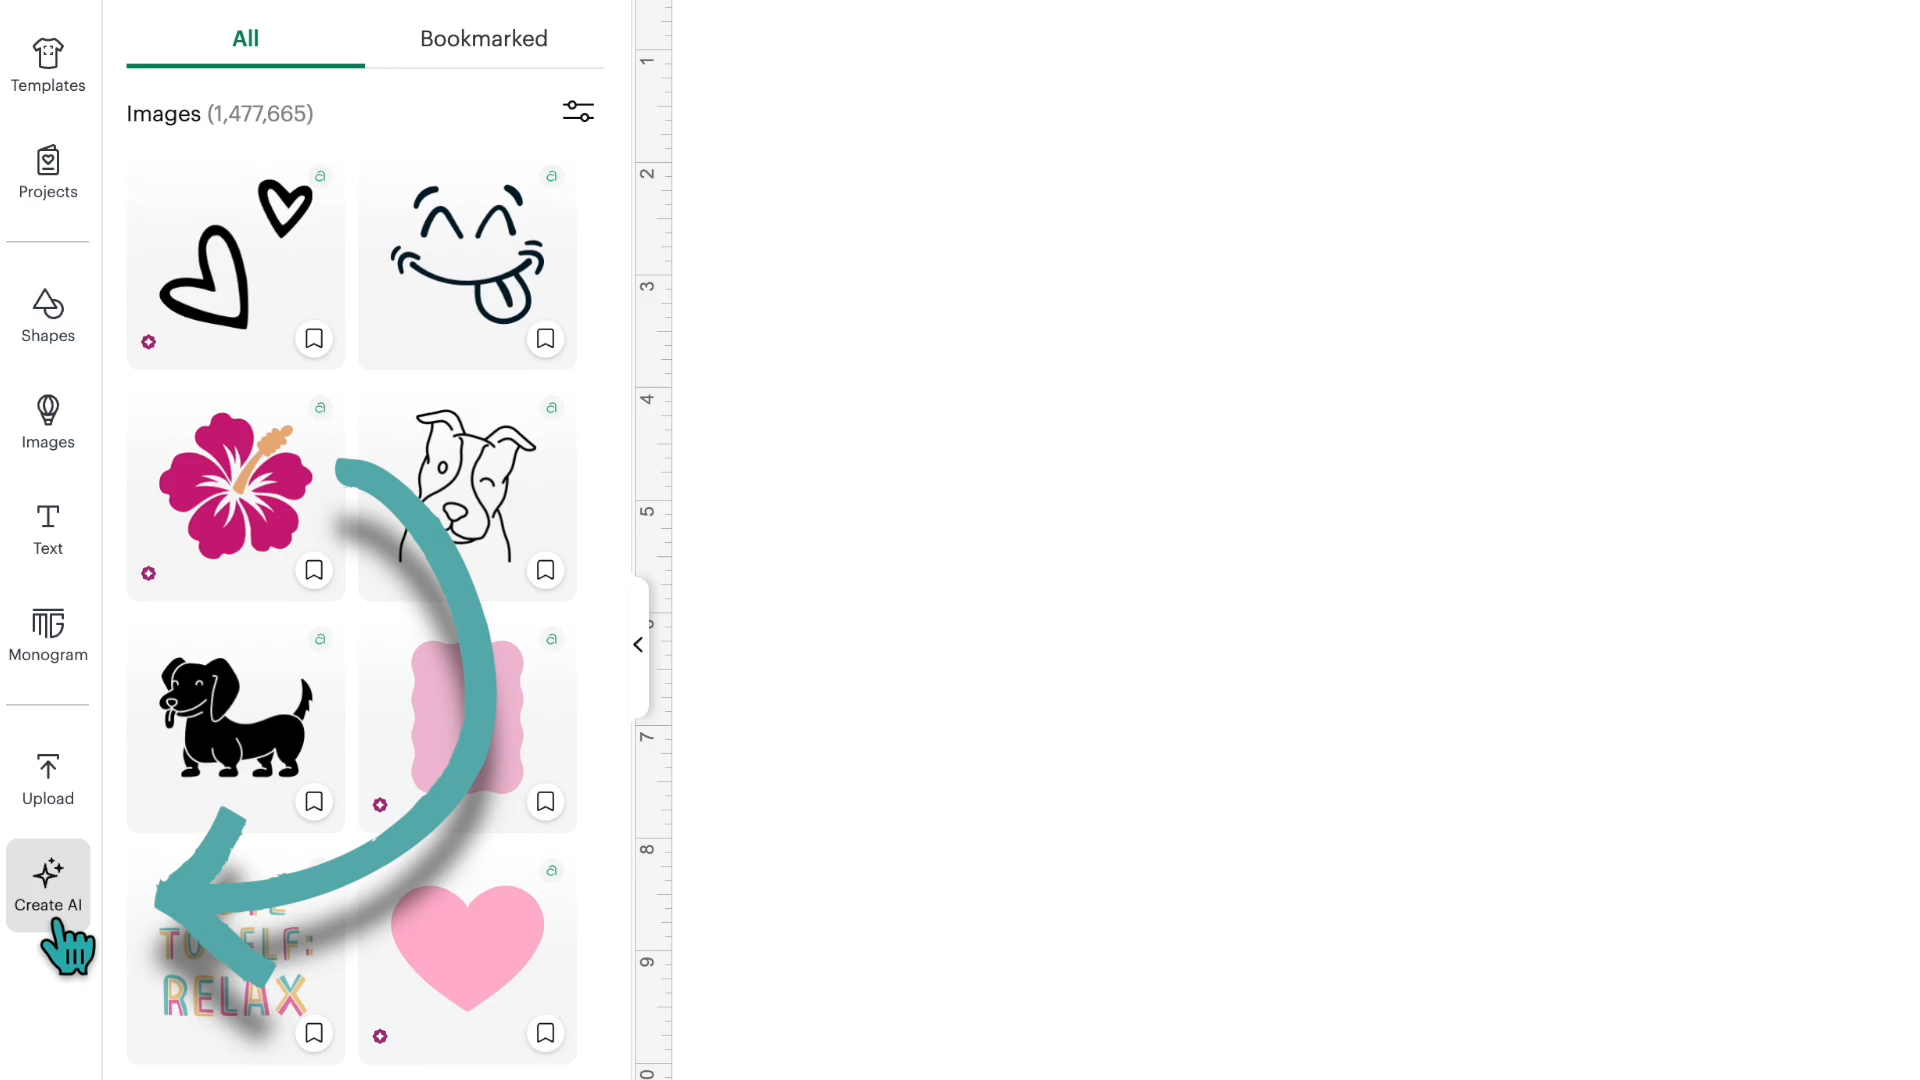 All
Bookmarked
Templates
Images (1,477,665)
Projects
Shapes
Images
Text
Monogram
Upload
Create AI
RELAX
1
2
3
4
5
7
8
9
0